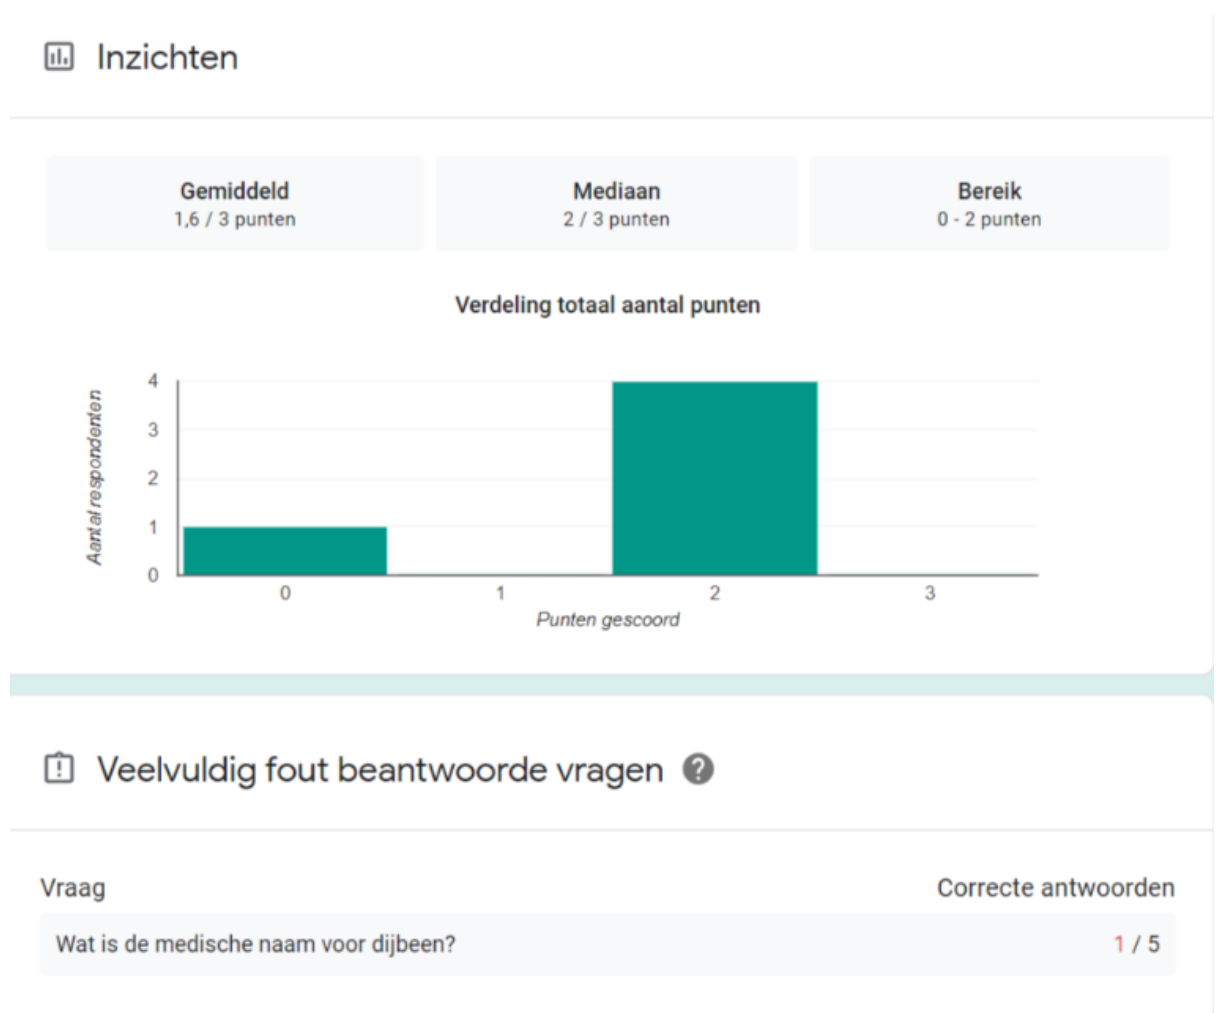 Inzichten
Gemiddeld
1,6 / 3 punten
Mediaan
2 / 3 punten
Bereik
0 - 2 punten
Verdeling totaal aantal punten
Aantal respondenten
4
3
2
1
0
0 1 2 3
Punten gescoord
Veelvuldig fout beantwoorde vragen ?
Vraag Correcte antwoorden
Wat is de medische naam voor dijbeen? 1 / 5